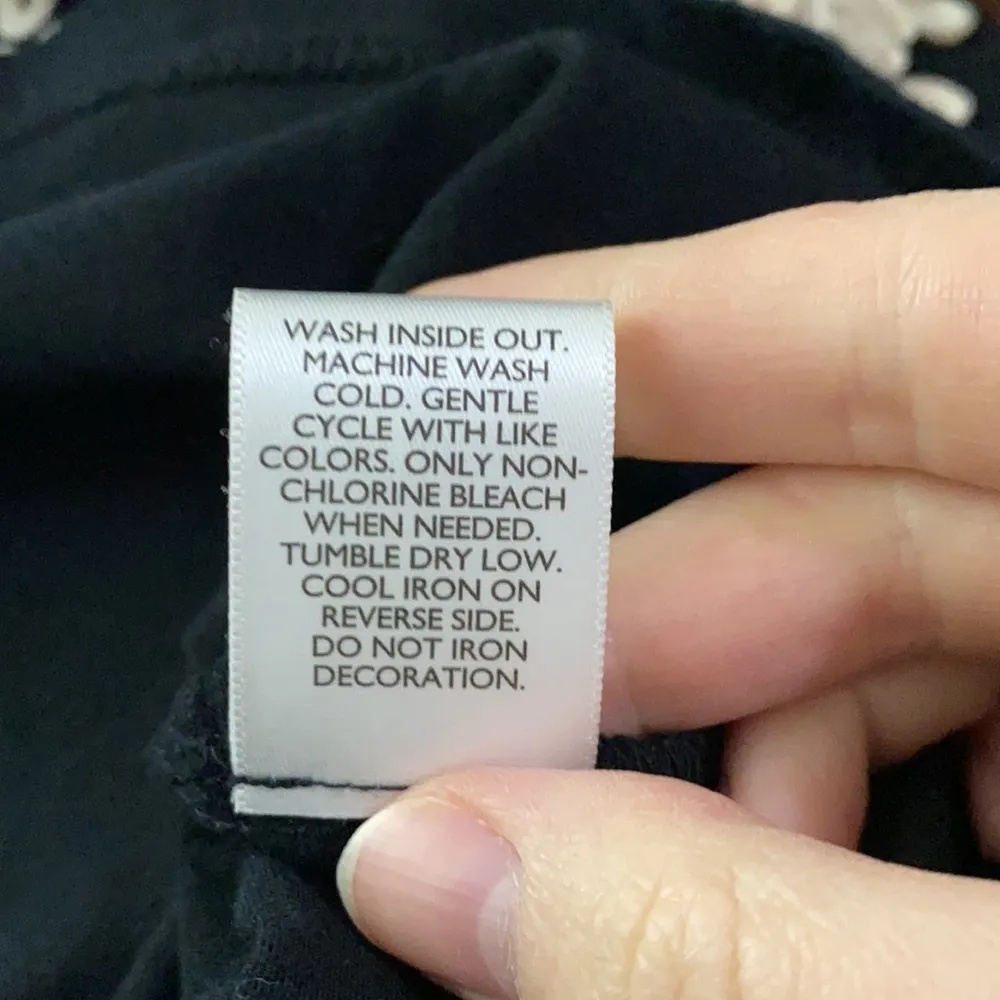 WASH INSIDE OUT.
MACHINE WASH
COLD. GENTLE
CYCLE WITH LIKE
COLORS. ONLY NON-
CHLORINE BLEACH
WHEN NEEDED.
TUMBLE DRY LOW.
COOL IRON ON
REVERSE SIDE.
DO NOT IRON
DECORATION.